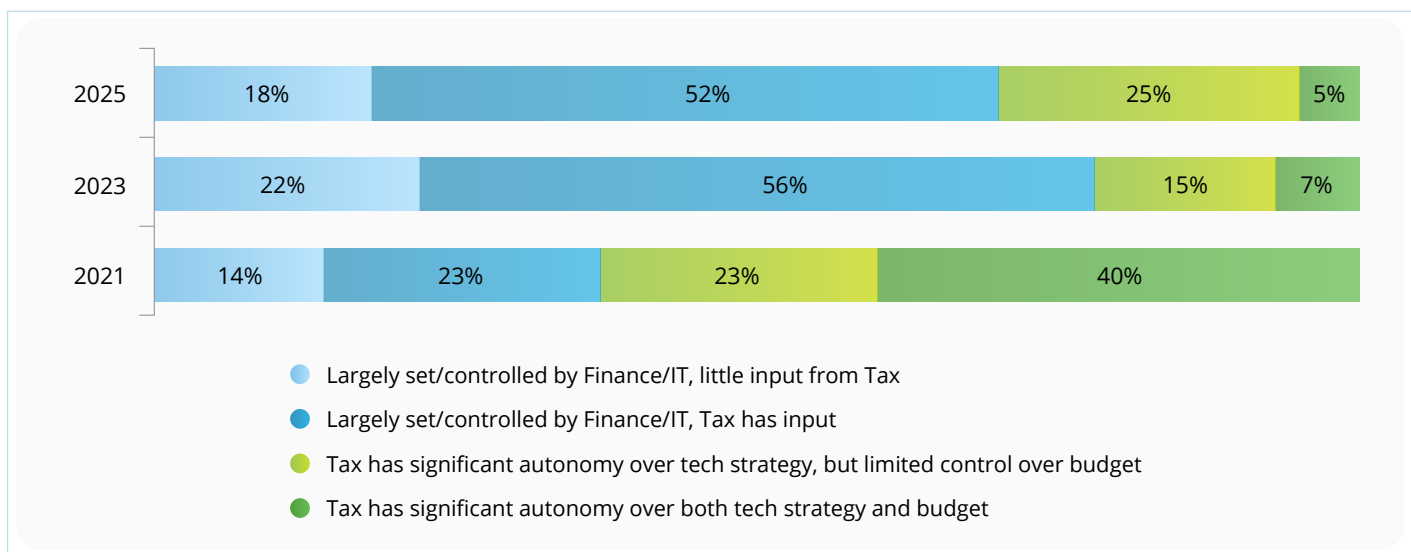 2025 18% 52% 25% 5%
2023 22% 56% 15% 7%
2021 14% 23% 23% 40%
Largely set/controlled by Finance/IT, little input from Tax
Largely set/controlled by Finance/IT, Tax has input
Tax has significant autonomy over tech strategy, but limited control over budget
Tax has significant autonomy over both tech strategy and budget